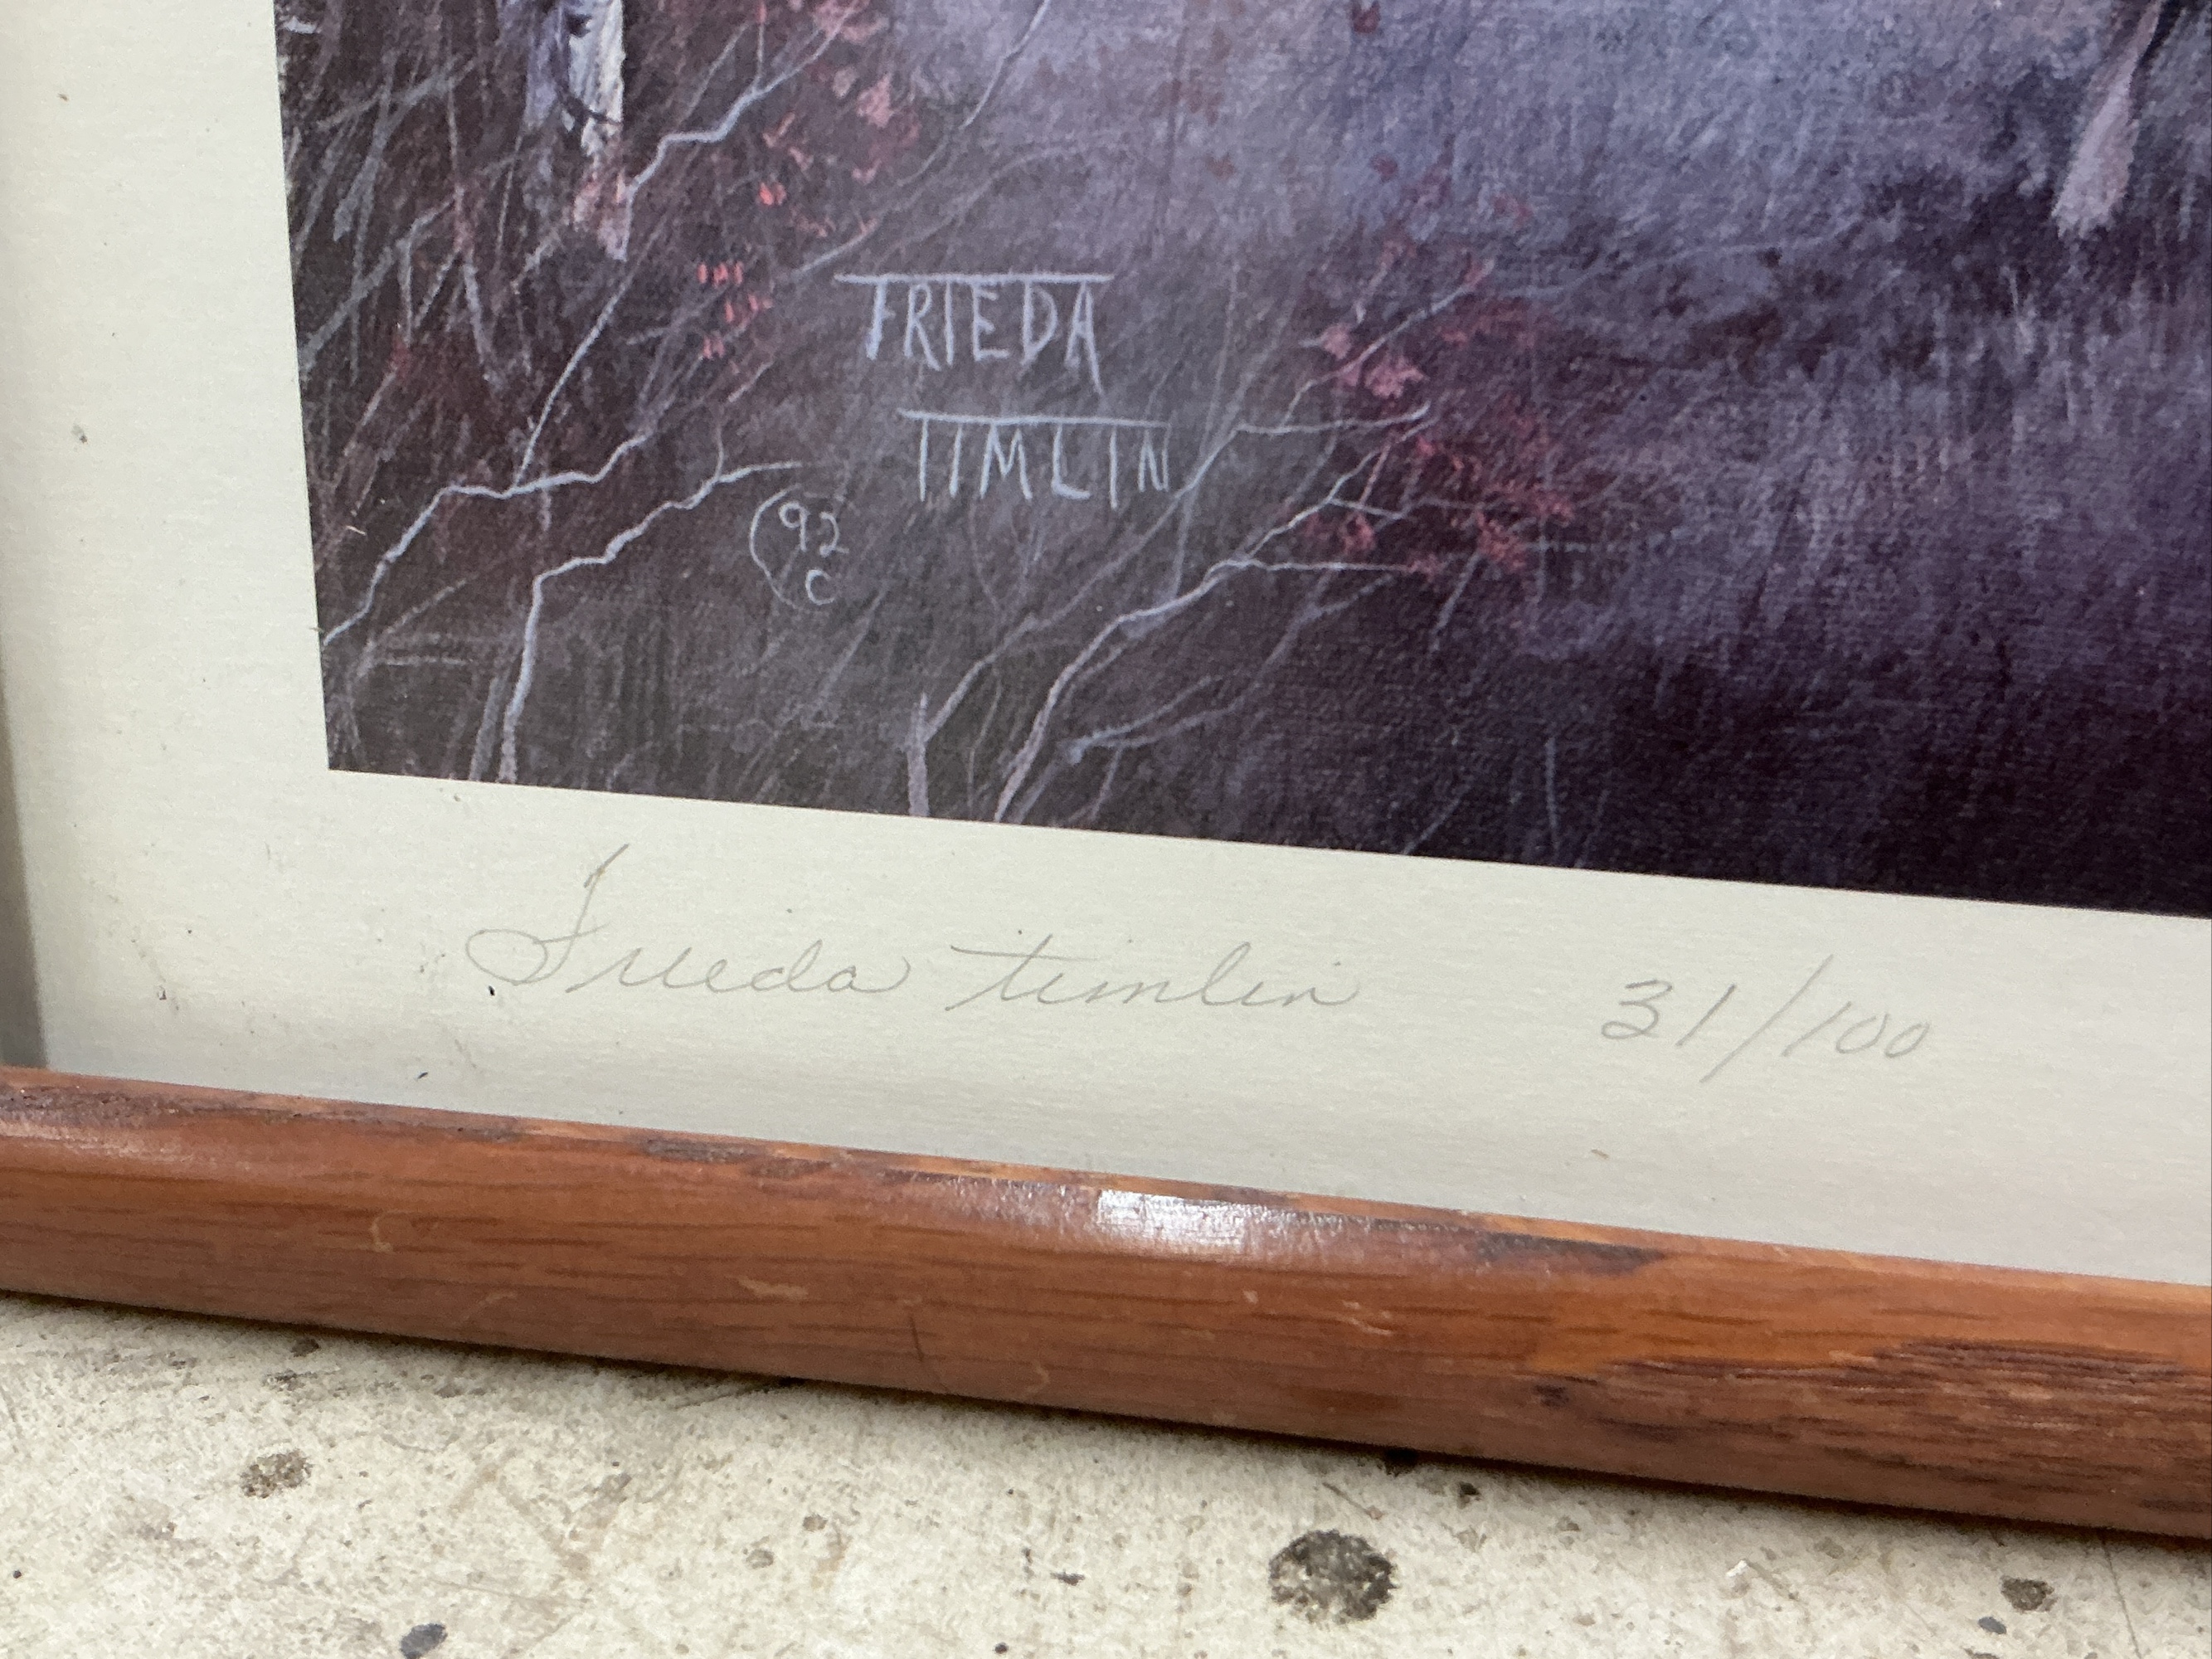 FRIEDA
TIMLIN
92
C
Frieda timlin 31/100